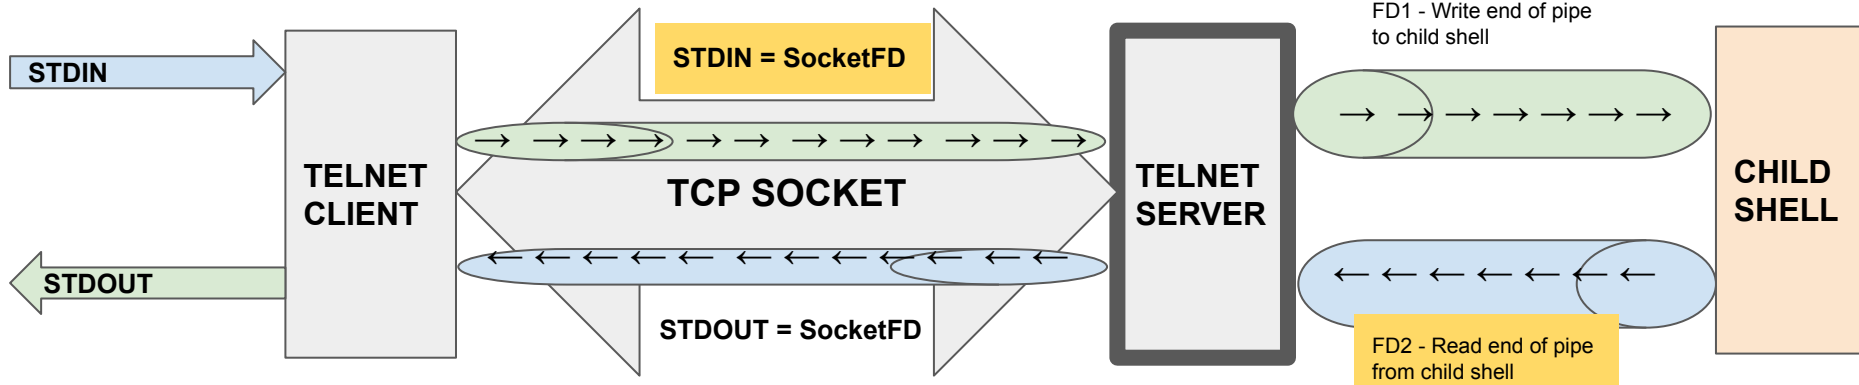 FD1 - Write end of pipe
to child shell
STDIN = SocketFD
STDIN
→ → → → → → → → → → → →
→ → → → → → →
TELNET
CLIENT
TCP SOCKET
TELNET
SERVER
CHILD
SHELL
← ← ← ← ← ← ← ← ← ← ← ←
← ← ← ← ← ← ←
STDOUT
STDOUT = SocketFD
FD2 - Read end of pipe
from child shell